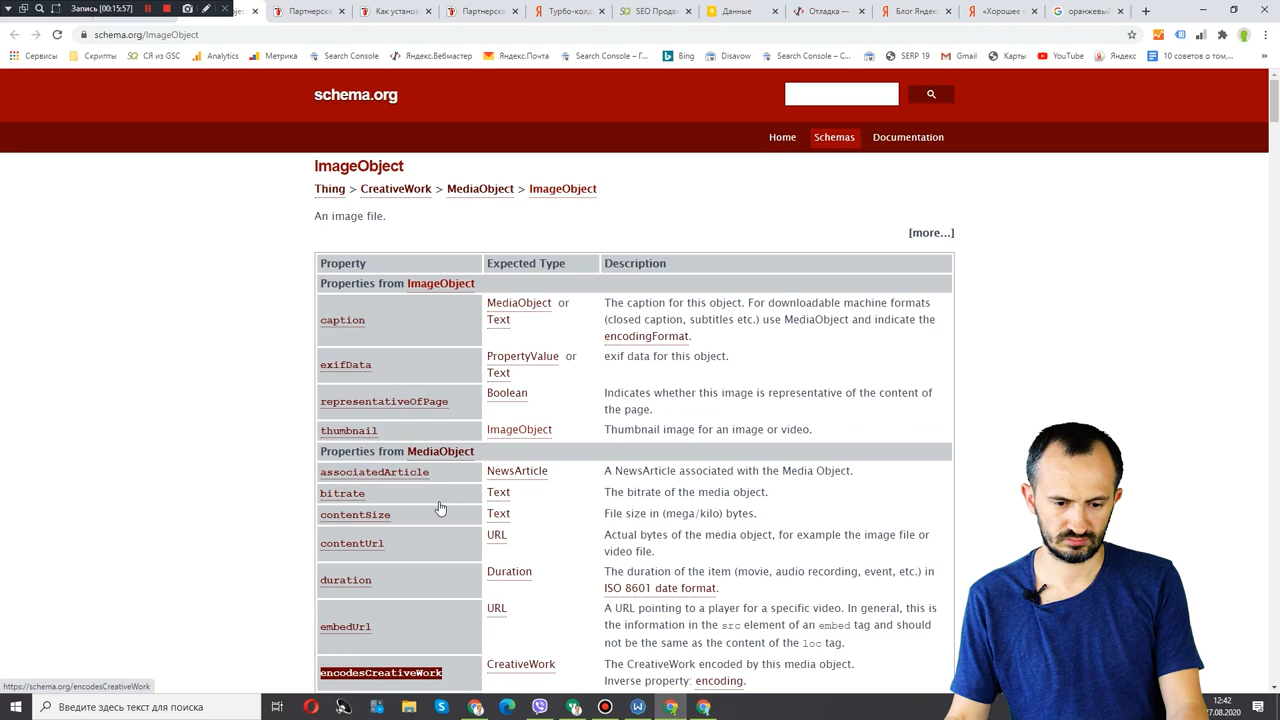 [00:15:57]
Партнерска
Как устано
Партнерска
Турбо-колд
SEO Продв
Данные
Отладка —
Блог Яндек
«Хорошее
оранжевый
schema.org/ImageObject
Сервисы
Скрипты
СЯ из GSC
Analytics
Метрика
Search Console
Яндекс.Вебмастер
Яндекс.Почта
Search Console – Г...
Bing
Disavow
Search Console – С...
SERP 19
Gmail
Карты
YouTube
Яндекс
10 советов о том...
schema.org
Home
Schemas
Documentation
ImageObject
Thing > CreativeWork > MediaObject > ImageObject
An image file.
[more...]
Property Expected Type Description
Properties from ImageObject
caption
MediaObject or
Text
The caption for this object. For downloadable machine formats
(closed caption, subtitles etc.) use MediaObject and indicate the
encodingFormat.
exifData
PropertyValue or
Text
exif data for this object.
representativeOfPage
Boolean
Indicates whether this image is representative of the content of
the page.
thumbnail
ImageObject
Thumbnail image for an image or video.
Properties from MediaObject
associatedArticle
NewsArticle
A NewsArticle associated with the Media Object.
bitrate
Text
The bitrate of the media object.
contentSize
Text
File size in (mega/kilo) bytes.
contentUrl
URL
Actual bytes of the media object, for example the image file or
video file.
duration
Duration
The duration of the item (movie, audio recording, event, etc.) in
ISO 8601 date format.
embedUrl
URL
A URL pointing to a player for a specific video. In general, this is
the information in the src element of an embed tag and should
not be the same as the content of the loc tag.
encodesCreativeWork
CreativeWork
The CreativeWork encoded by this media object.
Inverse property: encoding.
https://schema.org/encodesCreativeWork
Введите здесь текст для поиска
12:42
27.08.2020